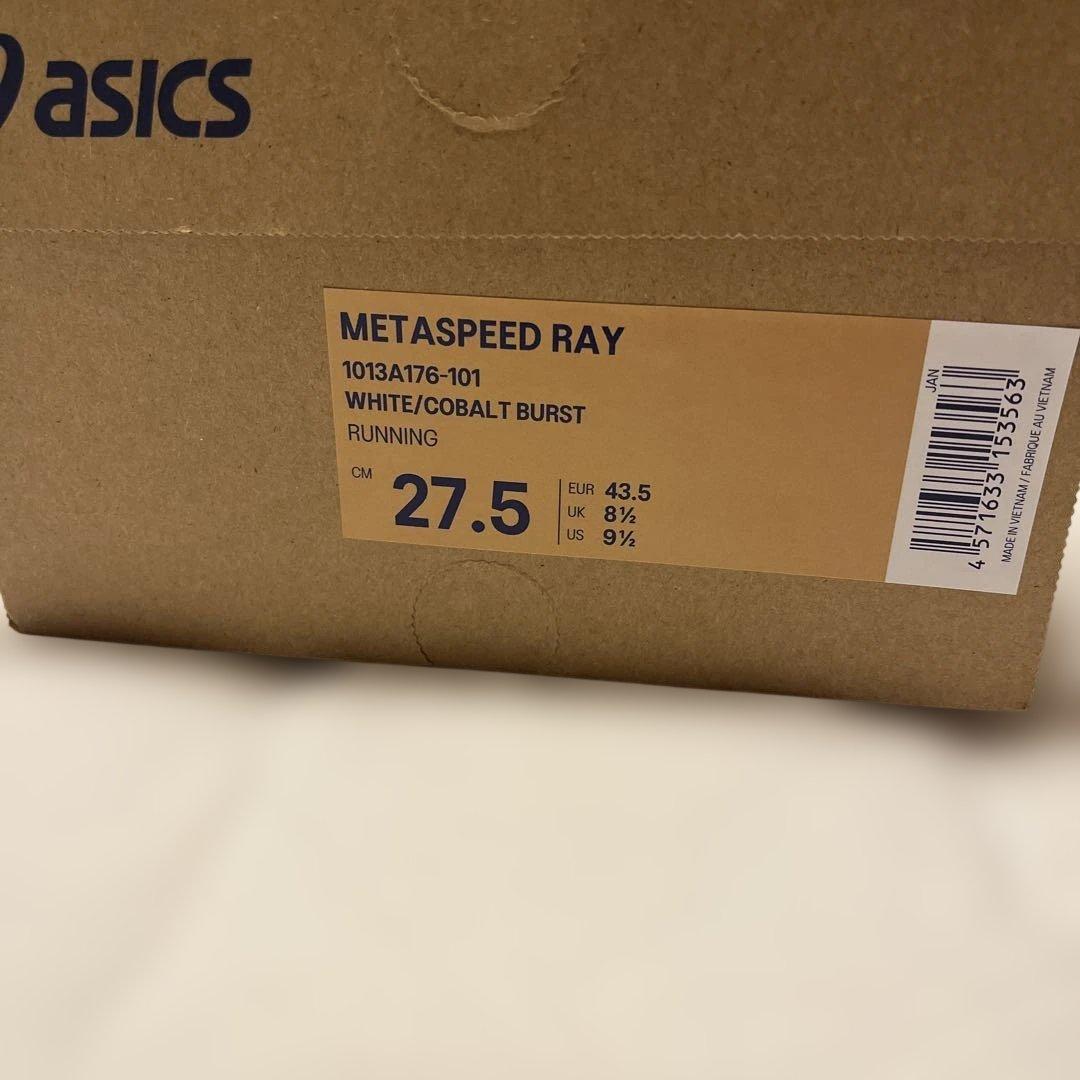 asics
METASPEED RAY
1013A176-101
WHITE/COBALT BURST
RUNNING
CM 27.5
EUR 43.5
UK 8½
US 9½
JAN
4 571633 153563
MADE IN VIETNAM / FABRIQUE AU VIETNAM